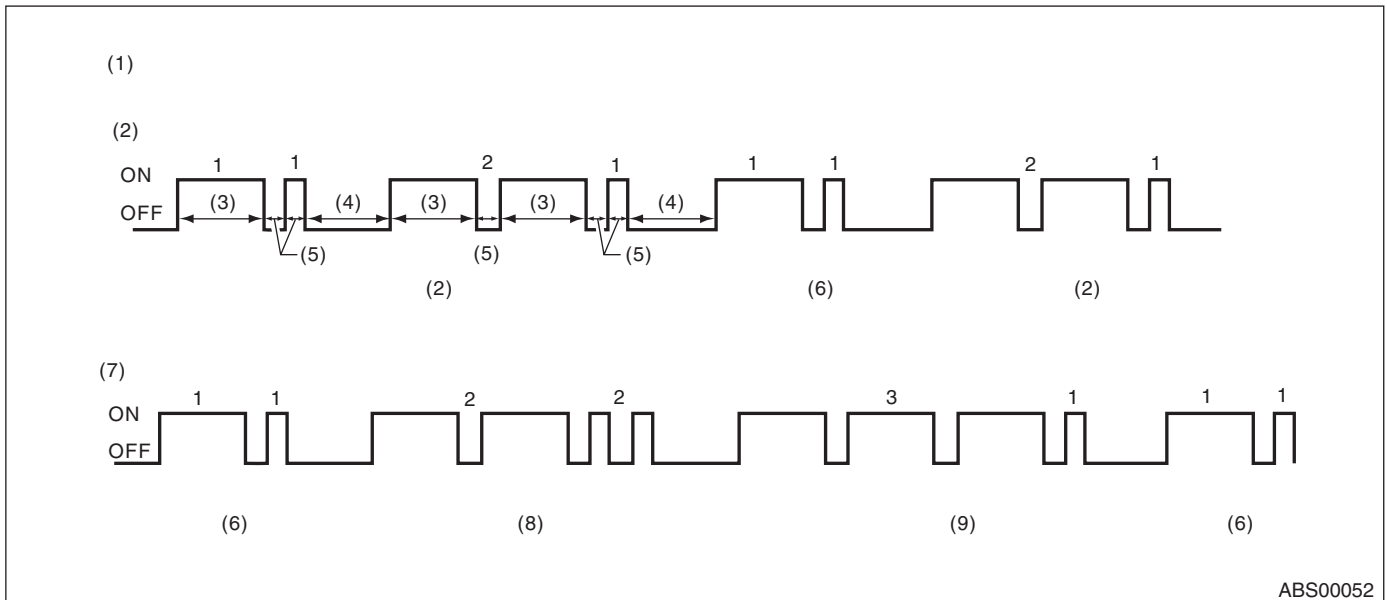 (1)
(2)
1 1 2 1 1 1 2 1
ON
OFF (3) (4) (3) (3) (4)
(5) (5) (5)
(2) (6) (2)
(7)
1 1 2 2 3 1 1 1
ON
OFF
(6) (8) (9) (6)
ABS00052